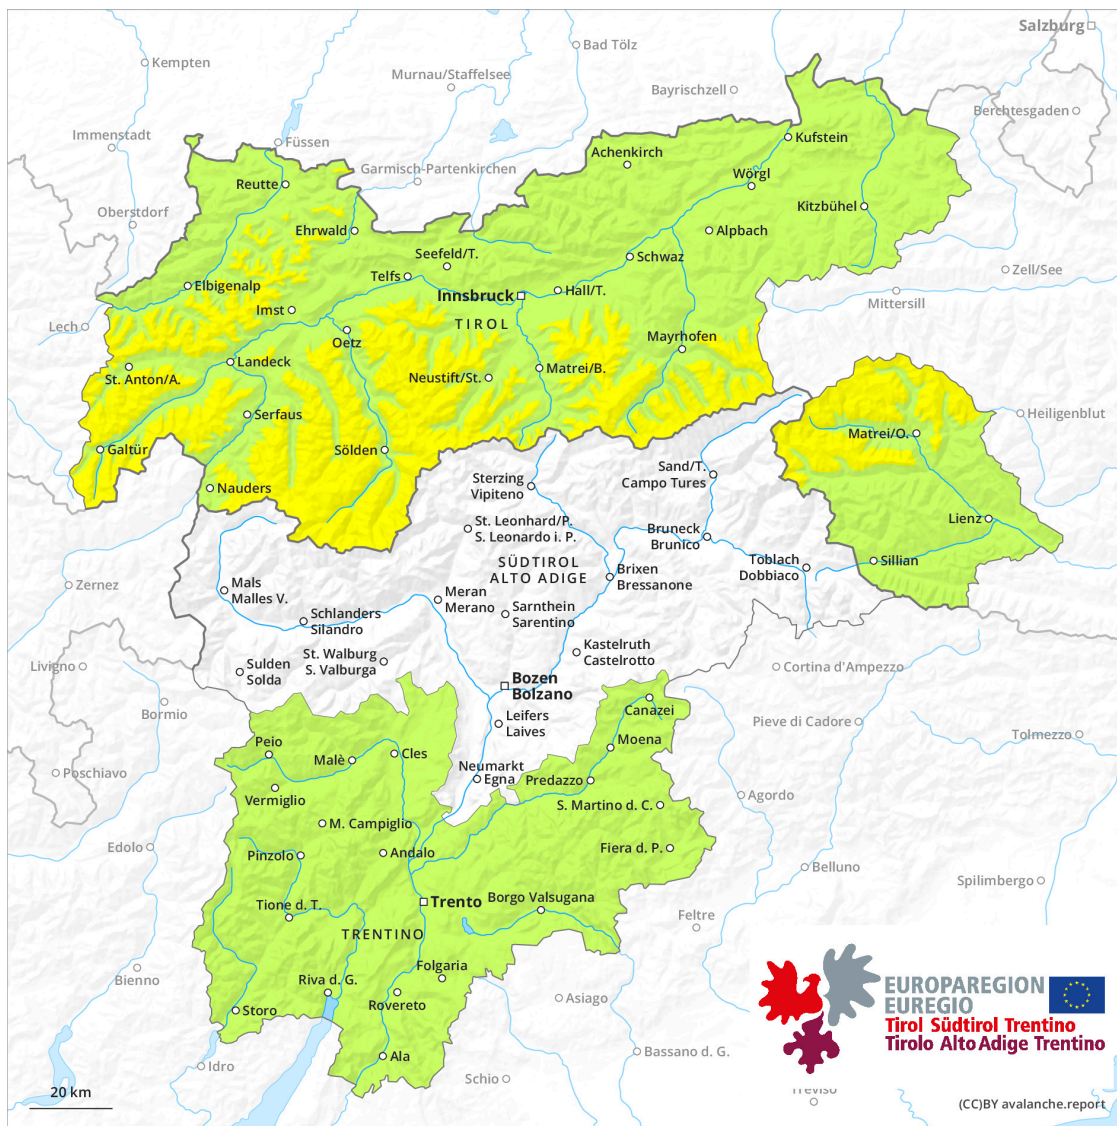 Salzburg
Bad Tölz
Kempten
Murnau/Staffelsee
Bayrischzell
Berchtesgaden
Immenstadt
Füssen
Kufstein
Achenkirch
Garmisch-Partenkirchen
Wörgl
Reutte
Kitzbühel
Oberstdorf
Ehrwald
Alpbach
Seefeld/T.
Schwaz
Zell/See
Telfs
Elbigenalp
Innsbruck
Hall/T.
Mittersill
Imst
TIROL
Lech
Oetz
Mayrhofen
Landeck
Matrei/B.
St. Anton/A.
Neustift/St.
Serfaus
Heiligenblut
Matrei/O.
Galtür
Sölden
Sand/T.
Campo Tures
Sterzing
Vipiteno
Nauders
Lienz
St. Leonhard/P.
S. Leonardo i. P.
Bruneck
Brunico
SÜDTIROL
ALTO ADIGE
Toblach
Dobbiaco
Sillian
Brixen
Bressanone
Zernez
Mals
Malles V.
Meran
Merano
Schlanders
Silandro
Sarnthein
Sarentino
Kastelruth
Castelrotto
St. Walburg
S. Valburga
Livigno
Sulden
Solda
Cortina d'Ampezzo
Bozen
Bolzano
Bormio
Canazei
Leifers
Laives
Pieve di Cadore
Tolmezzo
Peio
Moena
Cles
Malè
Neumarkt
Egna
Poschiavo
Predazzo
Vermiglio
Agordo
S. Martino d. C.
M. Campiglio
Edolo
Pinzolo
Andalo
Fiera d. P.
Belluno
Spilimbergo
Trento
Borgo Valsugana
Tione d. T.
Feltre
TRENTINO
Folgaria
Bienno
Riva d. G.
Rovereto
Asiago
Storo
EUROPAREGION
EUREGIO
Tirol Südtirol Trentino
Tirolo Alto Adige Trentino
Ala
Bassano d. G.
Idro
Schio
Treviso
20 km
(CC)BY avalanche.report